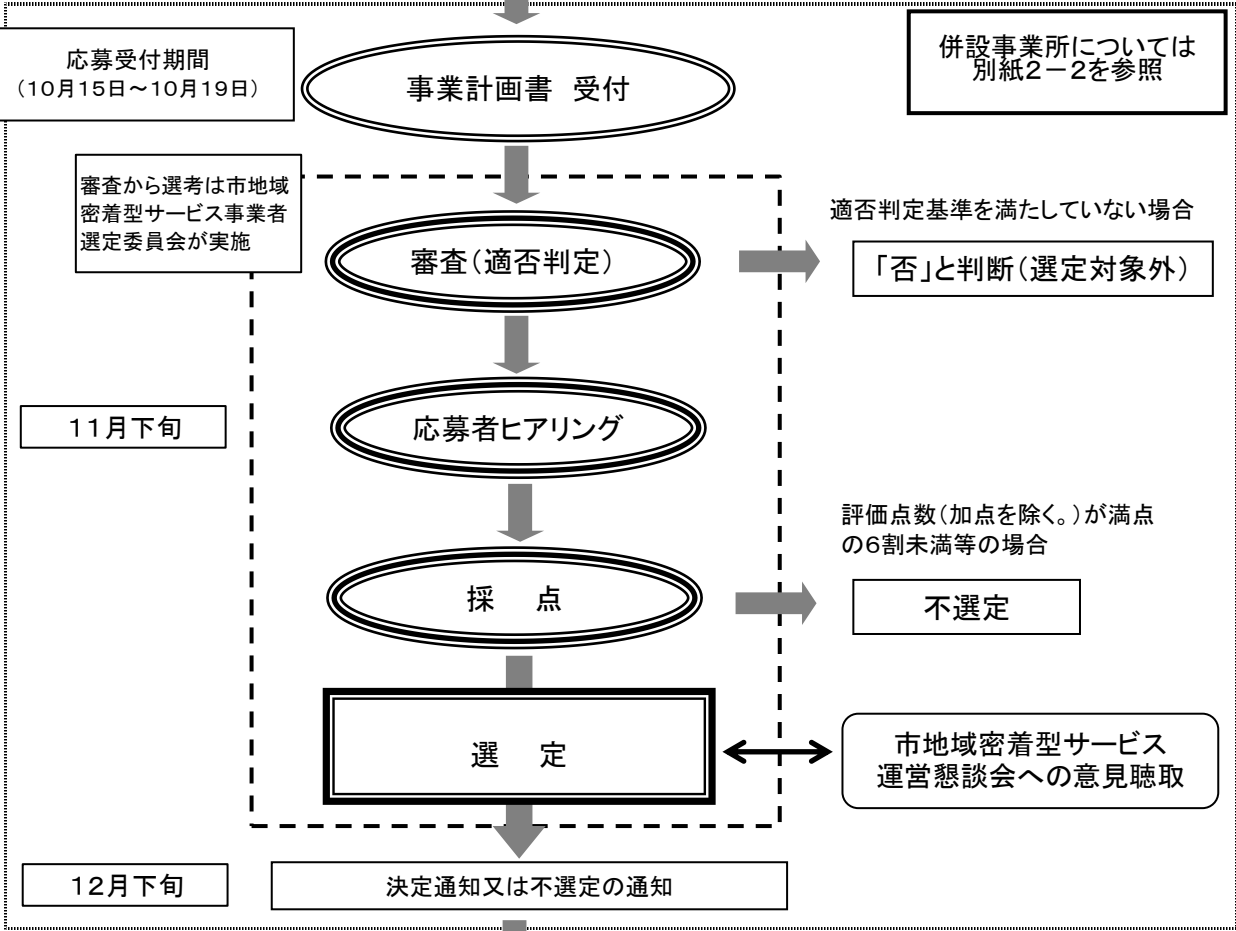 応募受付期間
(10月15日～10月19日)
事業計画書 受付
併設事業所については
別紙2－2を参照
審査から選考は市地域
密着型サービス事業者
選定委員会が実施
審査(適否判定)
適否判定基準を満たしていない場合
「否」と判断(選定対象外)
11月下旬
応募者ヒアリング
評価点数(加点を除く。)が満点
の6割未満等の場合
採 点
不選定
選 定
市地域密着型サービス
運営懇談会への意見聴取
12月下旬
決定通知又は不選定の通知